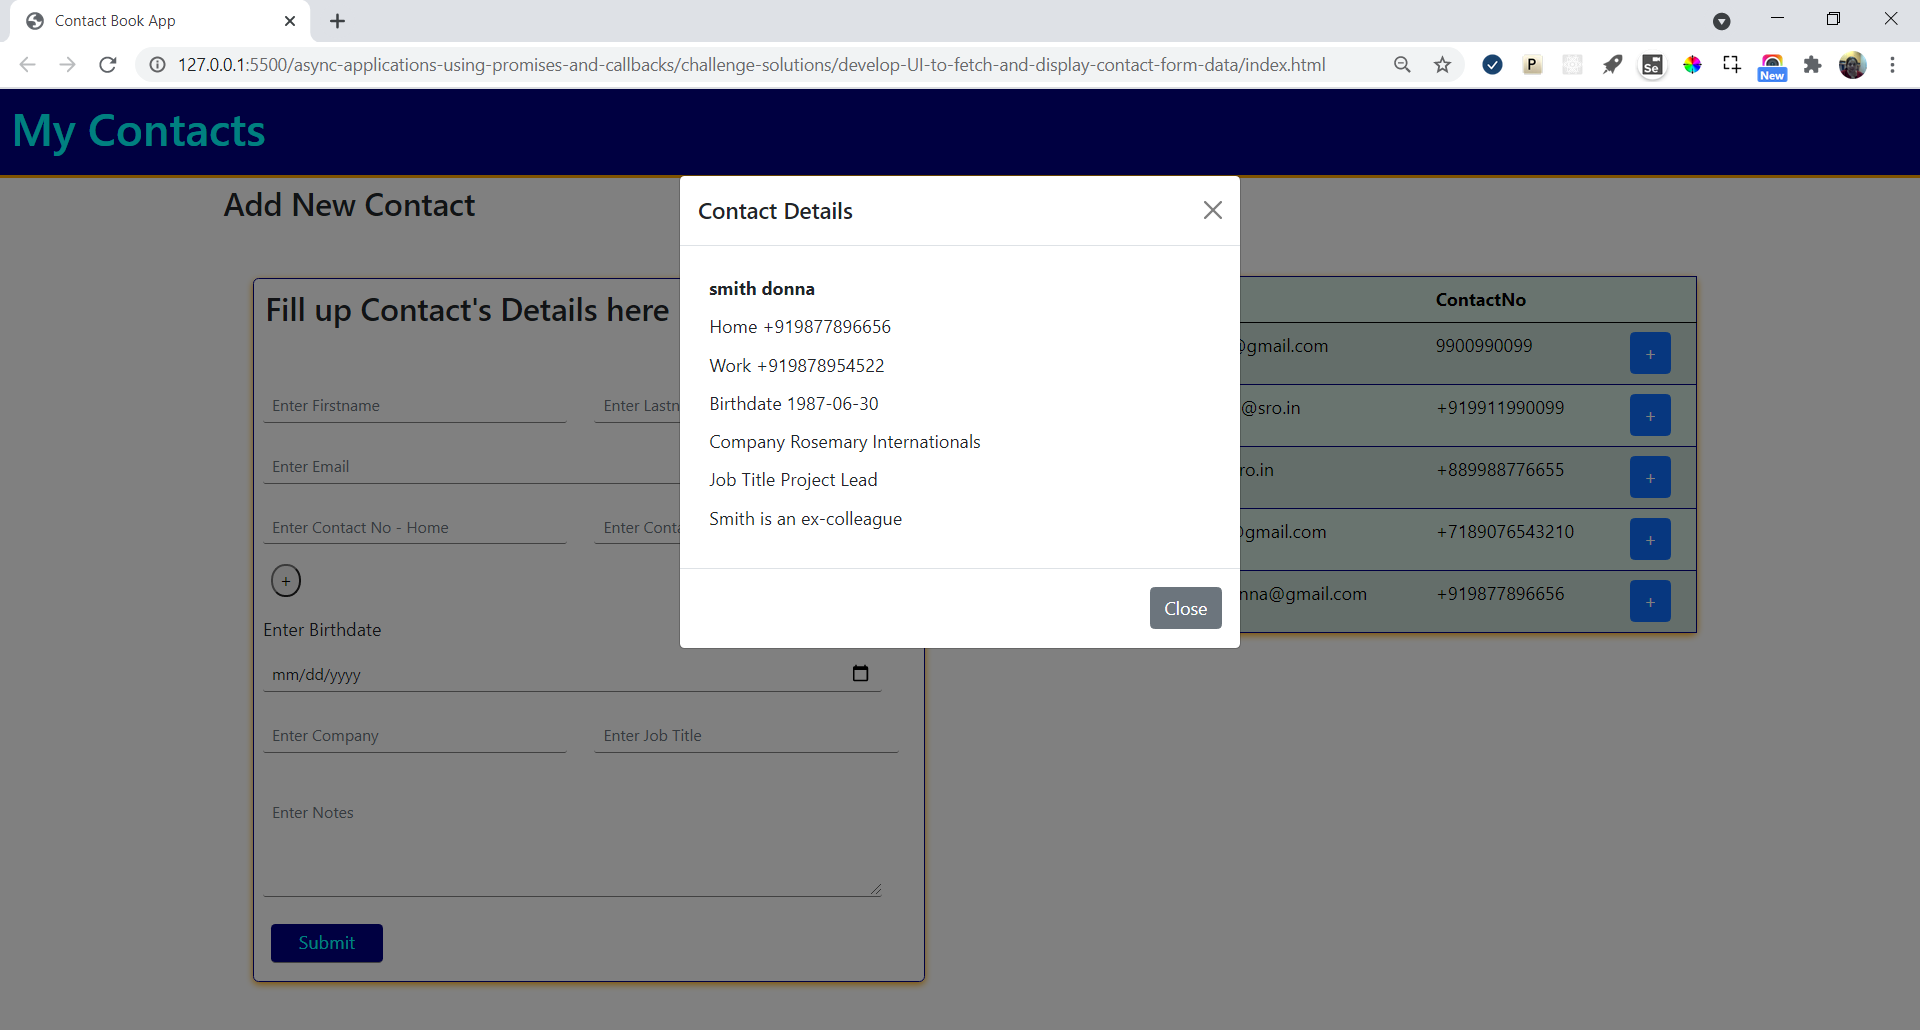 Contact Book App
127.0.0.1:5500/async-applications-using-promises-and-callbacks/challenge-solutions/develop-UI-to-fetch-and-display-contact-form-data/index.html
P
Se
New
My Contacts
Add New Contact
Contact Details
smith donna
Home +919877896656
Work +919878954522
Birthdate 1987-06-30
Company Rosemary Internationals
Job Title Project Lead
Smith is an ex-colleague
Close
Fill up Contact's Details here
Enter Firstname
Enter Email
Enter Contact No - Home
+
Enter Birthdate
mm/dd/yyyy
Enter Company Enter Job Title
Enter Notes
Submit
ContactNo
@gmail.com 9900990099 +
@sro.in +919911990099 +
ro.in +889988776655 +
@gmail.com +7189076543210 +
nna@gmail.com +919877896656 +